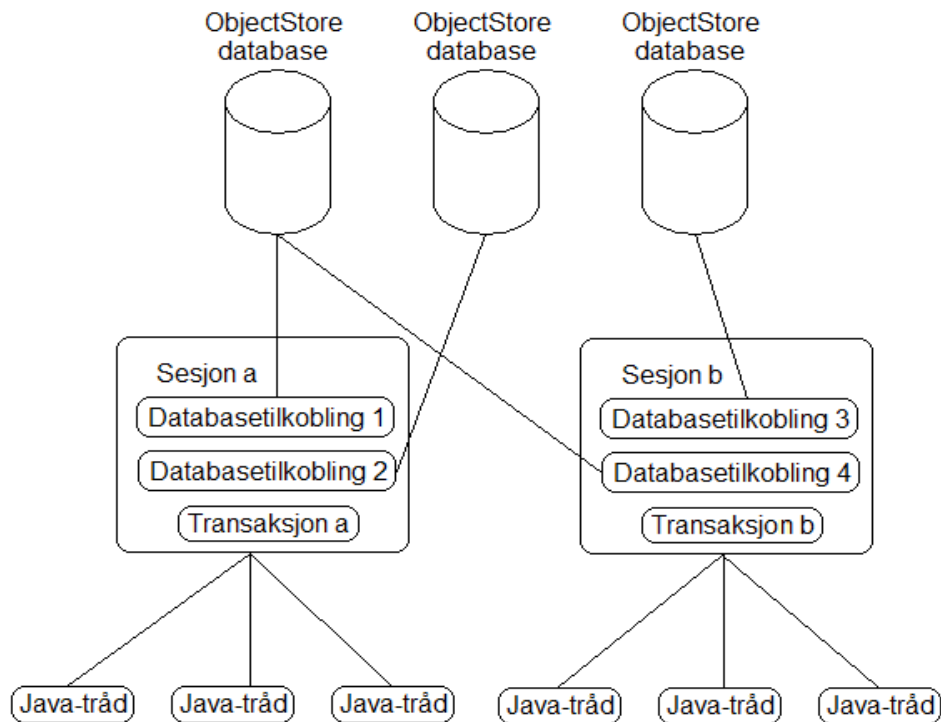 ObjectStore
database
ObjectStore
database
ObjectStore
database
Sesjon a
Databasetilkobling 1
Databasetilkobling 2
Transaksjon a
Sesjon b
Databasetilkobling 3
Databasetilkobling 4
Transaksjon b
Java-tråd
Java-tråd
Java-tråd
Java-tråd
Java-tråd
Java-tråd